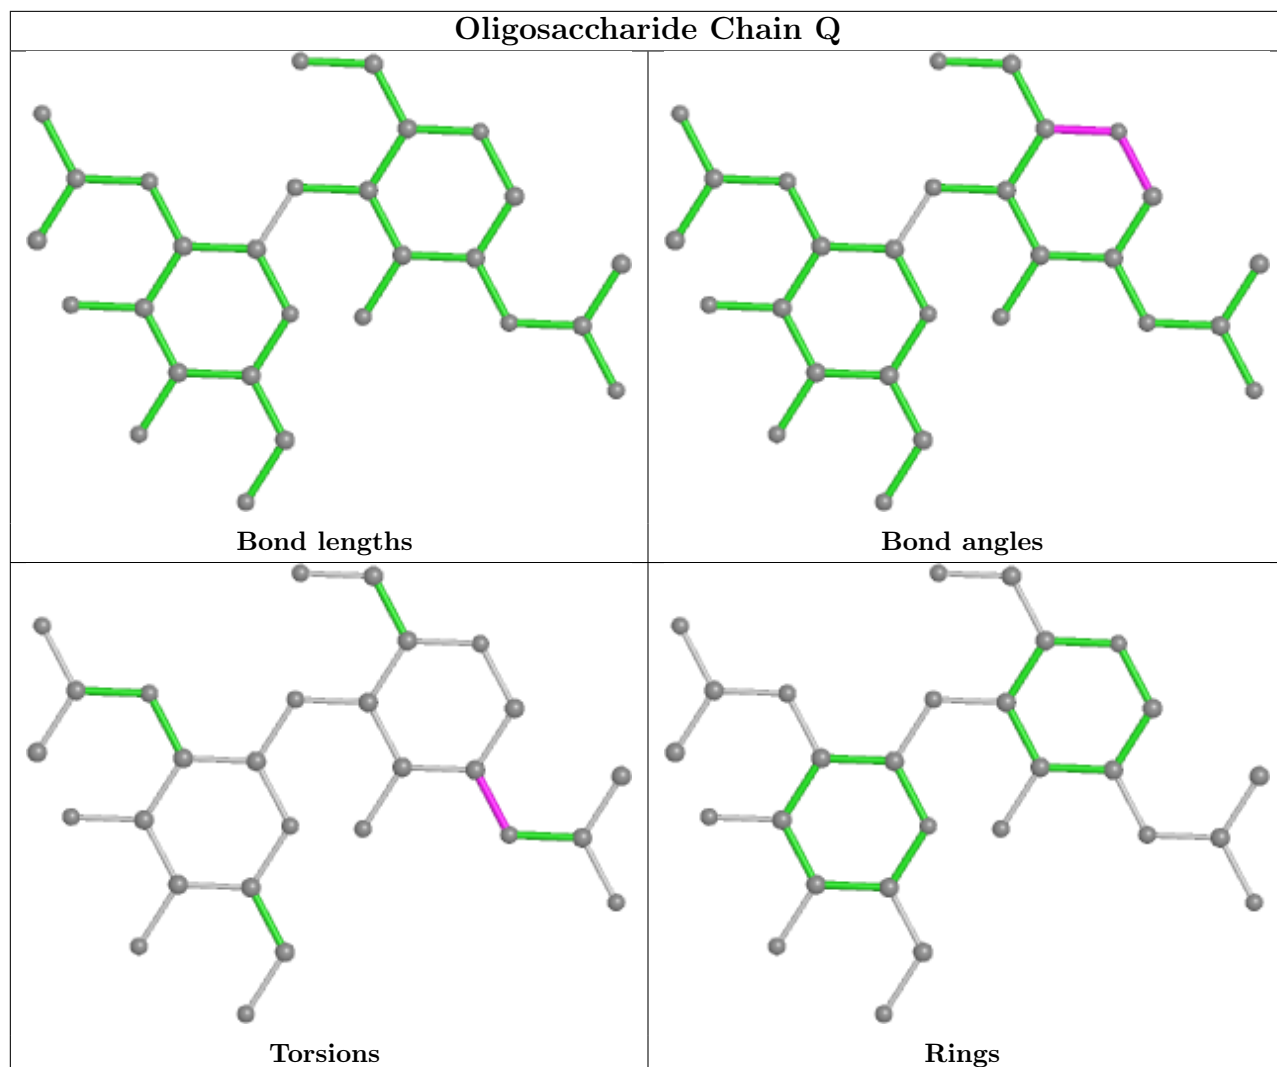 Oligosaccharide Chain Q
Bond lengths
Bond angles
Torsions
Rings